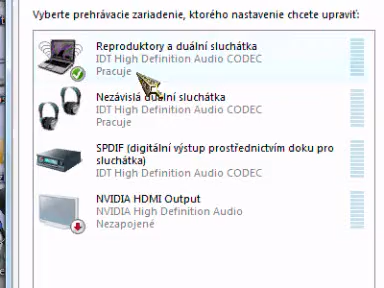 Vyberte prehrávacie zariadenie, ktorého nastavenie chcete upraviť:
Reproduktory a duální sluchátka
IDT High Definition Audio CODEC
Pracuje
Nezávislá duální sluchátka
IDT High Definition Audio CODEC
Pracuje
SPDIF (digitální výstup prostřednictvím doku pro
sluchátka)
IDT High Definition Audio CODEC
NVIDIA HDMI Output
NVIDIA High Definition Audio
Nezapojené